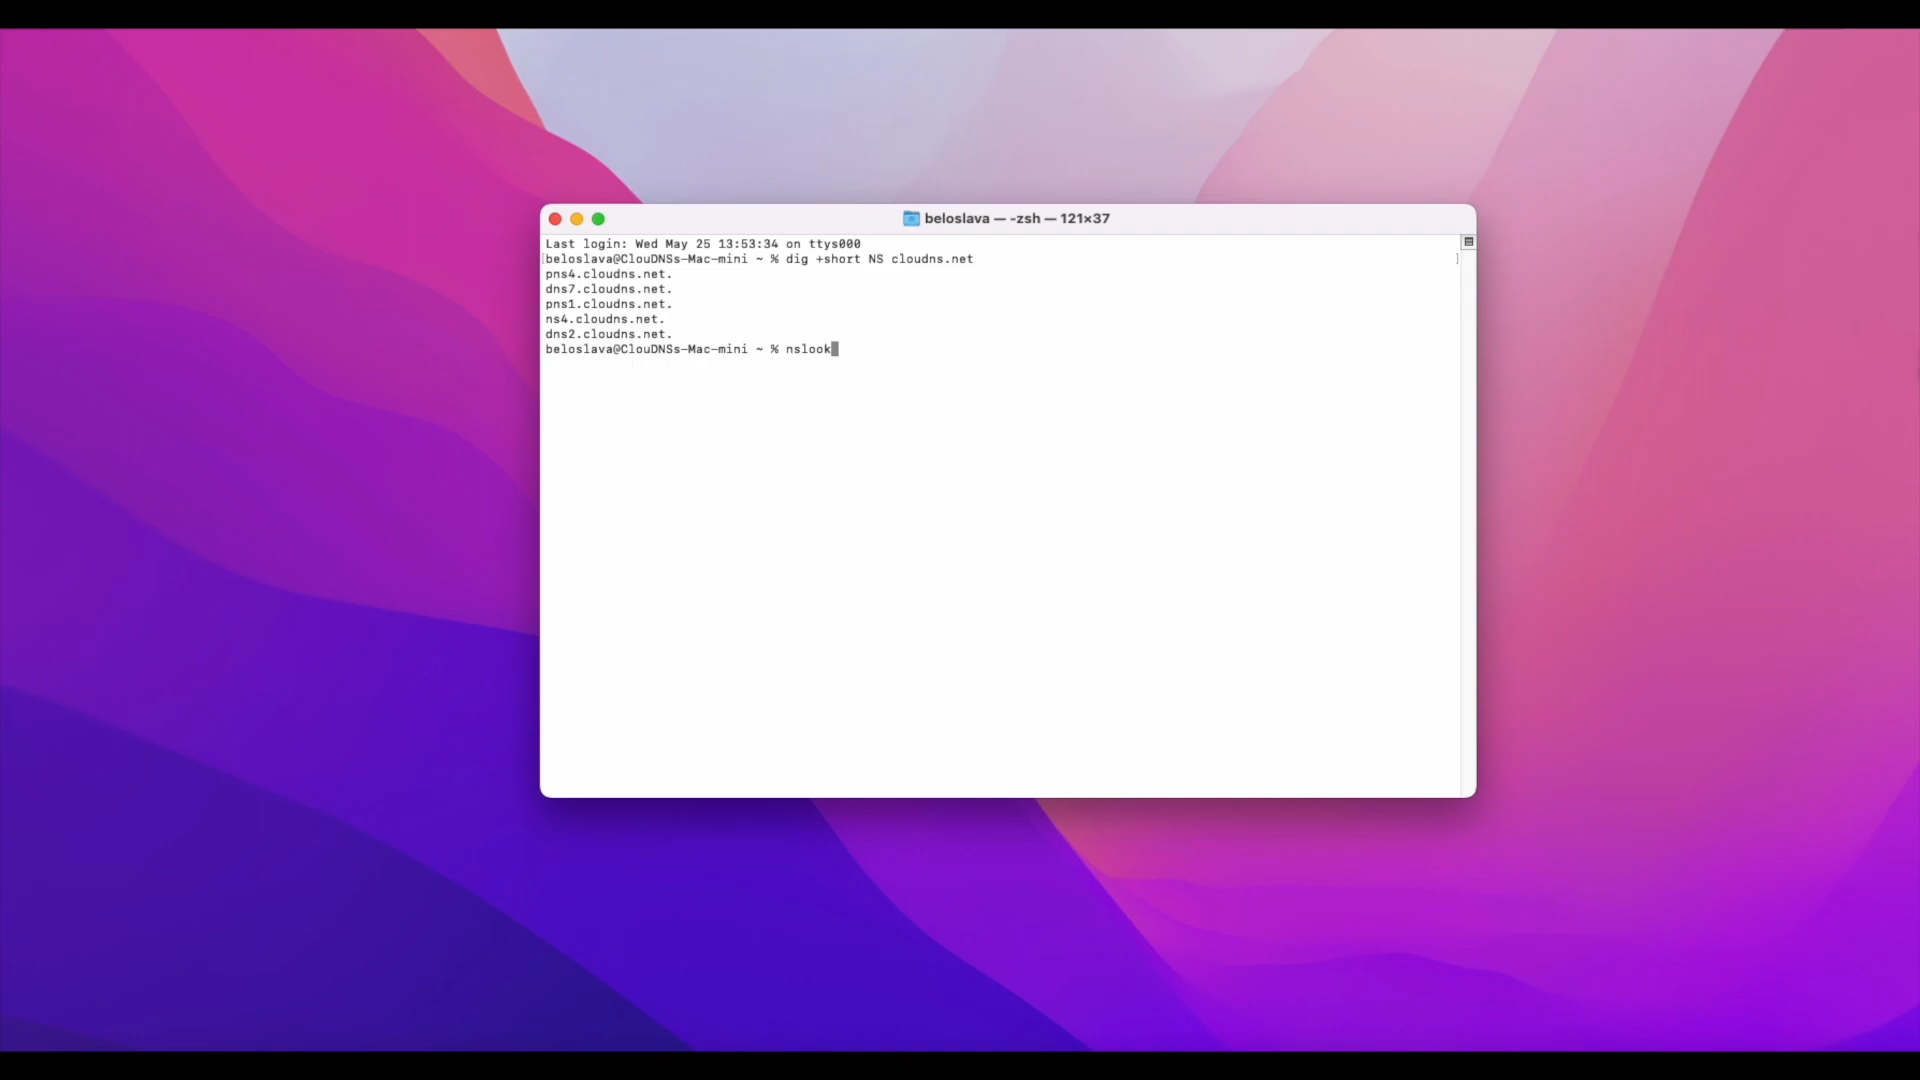 beloslava — -zsh — 121×37
Last login: Wed May 25 13:53:34 on ttys000
[beloslava@ClouDNSs-Mac-mini ~ % dig +short NS cloudns.net ]
pns4.cloudns.net.
dns7.cloudns.net.
pns1.cloudns.net.
ns4.cloudns.net.
dns2.cloudns.net.
beloslava@ClouDNSs-Mac-mini ~ % nslook